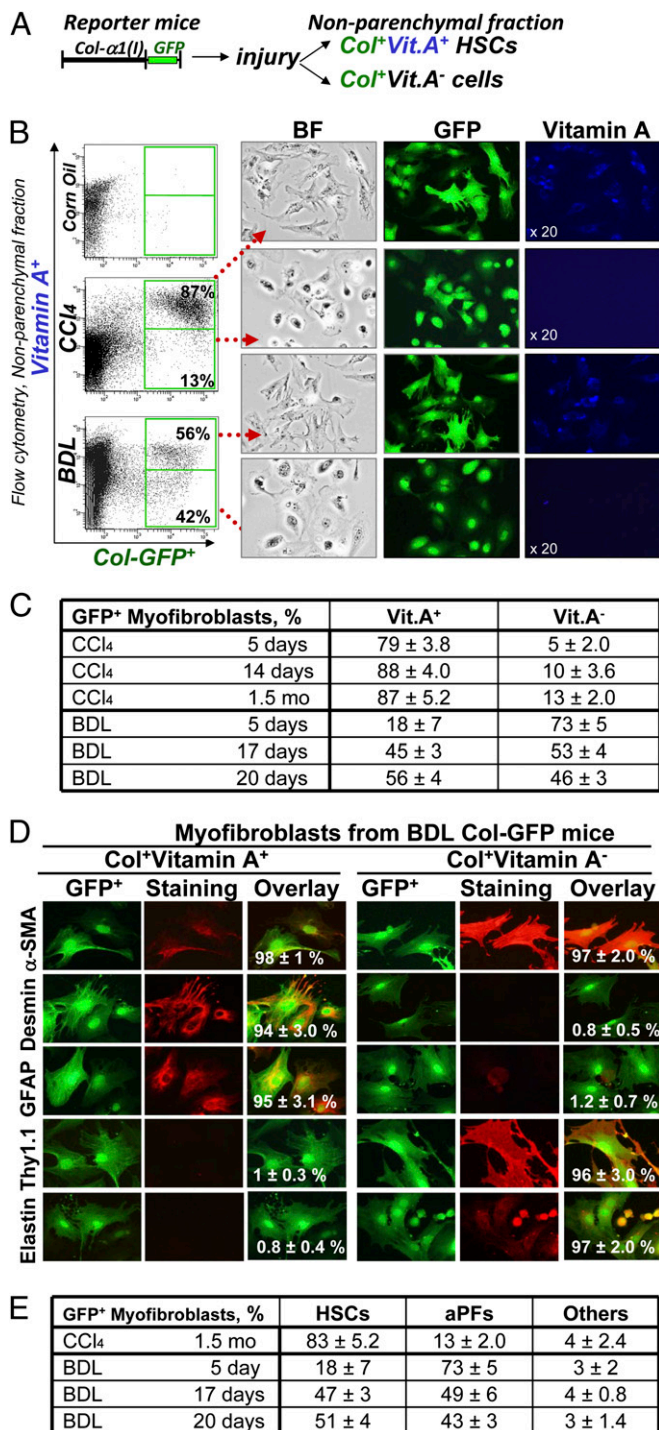 A
Reporter mice
Col-α1(I) GFP
injury
Non-parenchymal fraction
Col⁺Vit.A⁺ HSCs
Col⁺Vit.A⁻ cells
B
BF GFP Vitamin A
Flow cytometry, Non-parenchymal fraction
Vitamin A⁺
Corn Oil
CCl4
87%
13%
BDL
56%
42%
Col-GFP⁺
x 20
x 20
x 20
x 20
C
GFP⁺ Myofibroblasts, % Vit.A⁺ Vit.A⁻
CCl₄ 5 days 79 ± 3.8 5 ± 2.0
CCl₄ 14 days 88 ± 4.0 10 ± 3.6
CCl₄ 1.5 mo 87 ± 5.2 13 ± 2.0
BDL 5 days 18 ± 7 73 ± 5
BDL 17 days 45 ± 3 53 ± 4
BDL 20 days 56 ± 4 46 ± 3
D
Myofibroblasts from BDL Col-GFP mice
Col⁺Vitamin A⁺ Col⁺Vitamin A⁻
GFP⁺ Staining Overlay GFP⁺ Staining Overlay
α-SMA 98 ± 1 % 97 ± 2.0 %
Desmin 94 ± 3.0 % 0.8 ± 0.5 %
GFAP 95 ± 3.1 % 1.2 ± 0.7 %
Thy1.1 1 ± 0.3 % 96 ± 3.0 %
Elastin 0.8 ± 0.4 % 97 ± 2.0 %
E
GFP⁺ Myofibroblasts, % HSCs aPFs Others
CCl₄ 1.5 mo 83 ± 5.2 13 ± 2.0 4 ± 2.4
BDL 5 day 18 ± 7 73 ± 5 3 ± 2
BDL 17 days 47 ± 3 49 ± 6 4 ± 0.8
BDL 20 days 51 ± 4 43 ± 3 3 ± 1.4